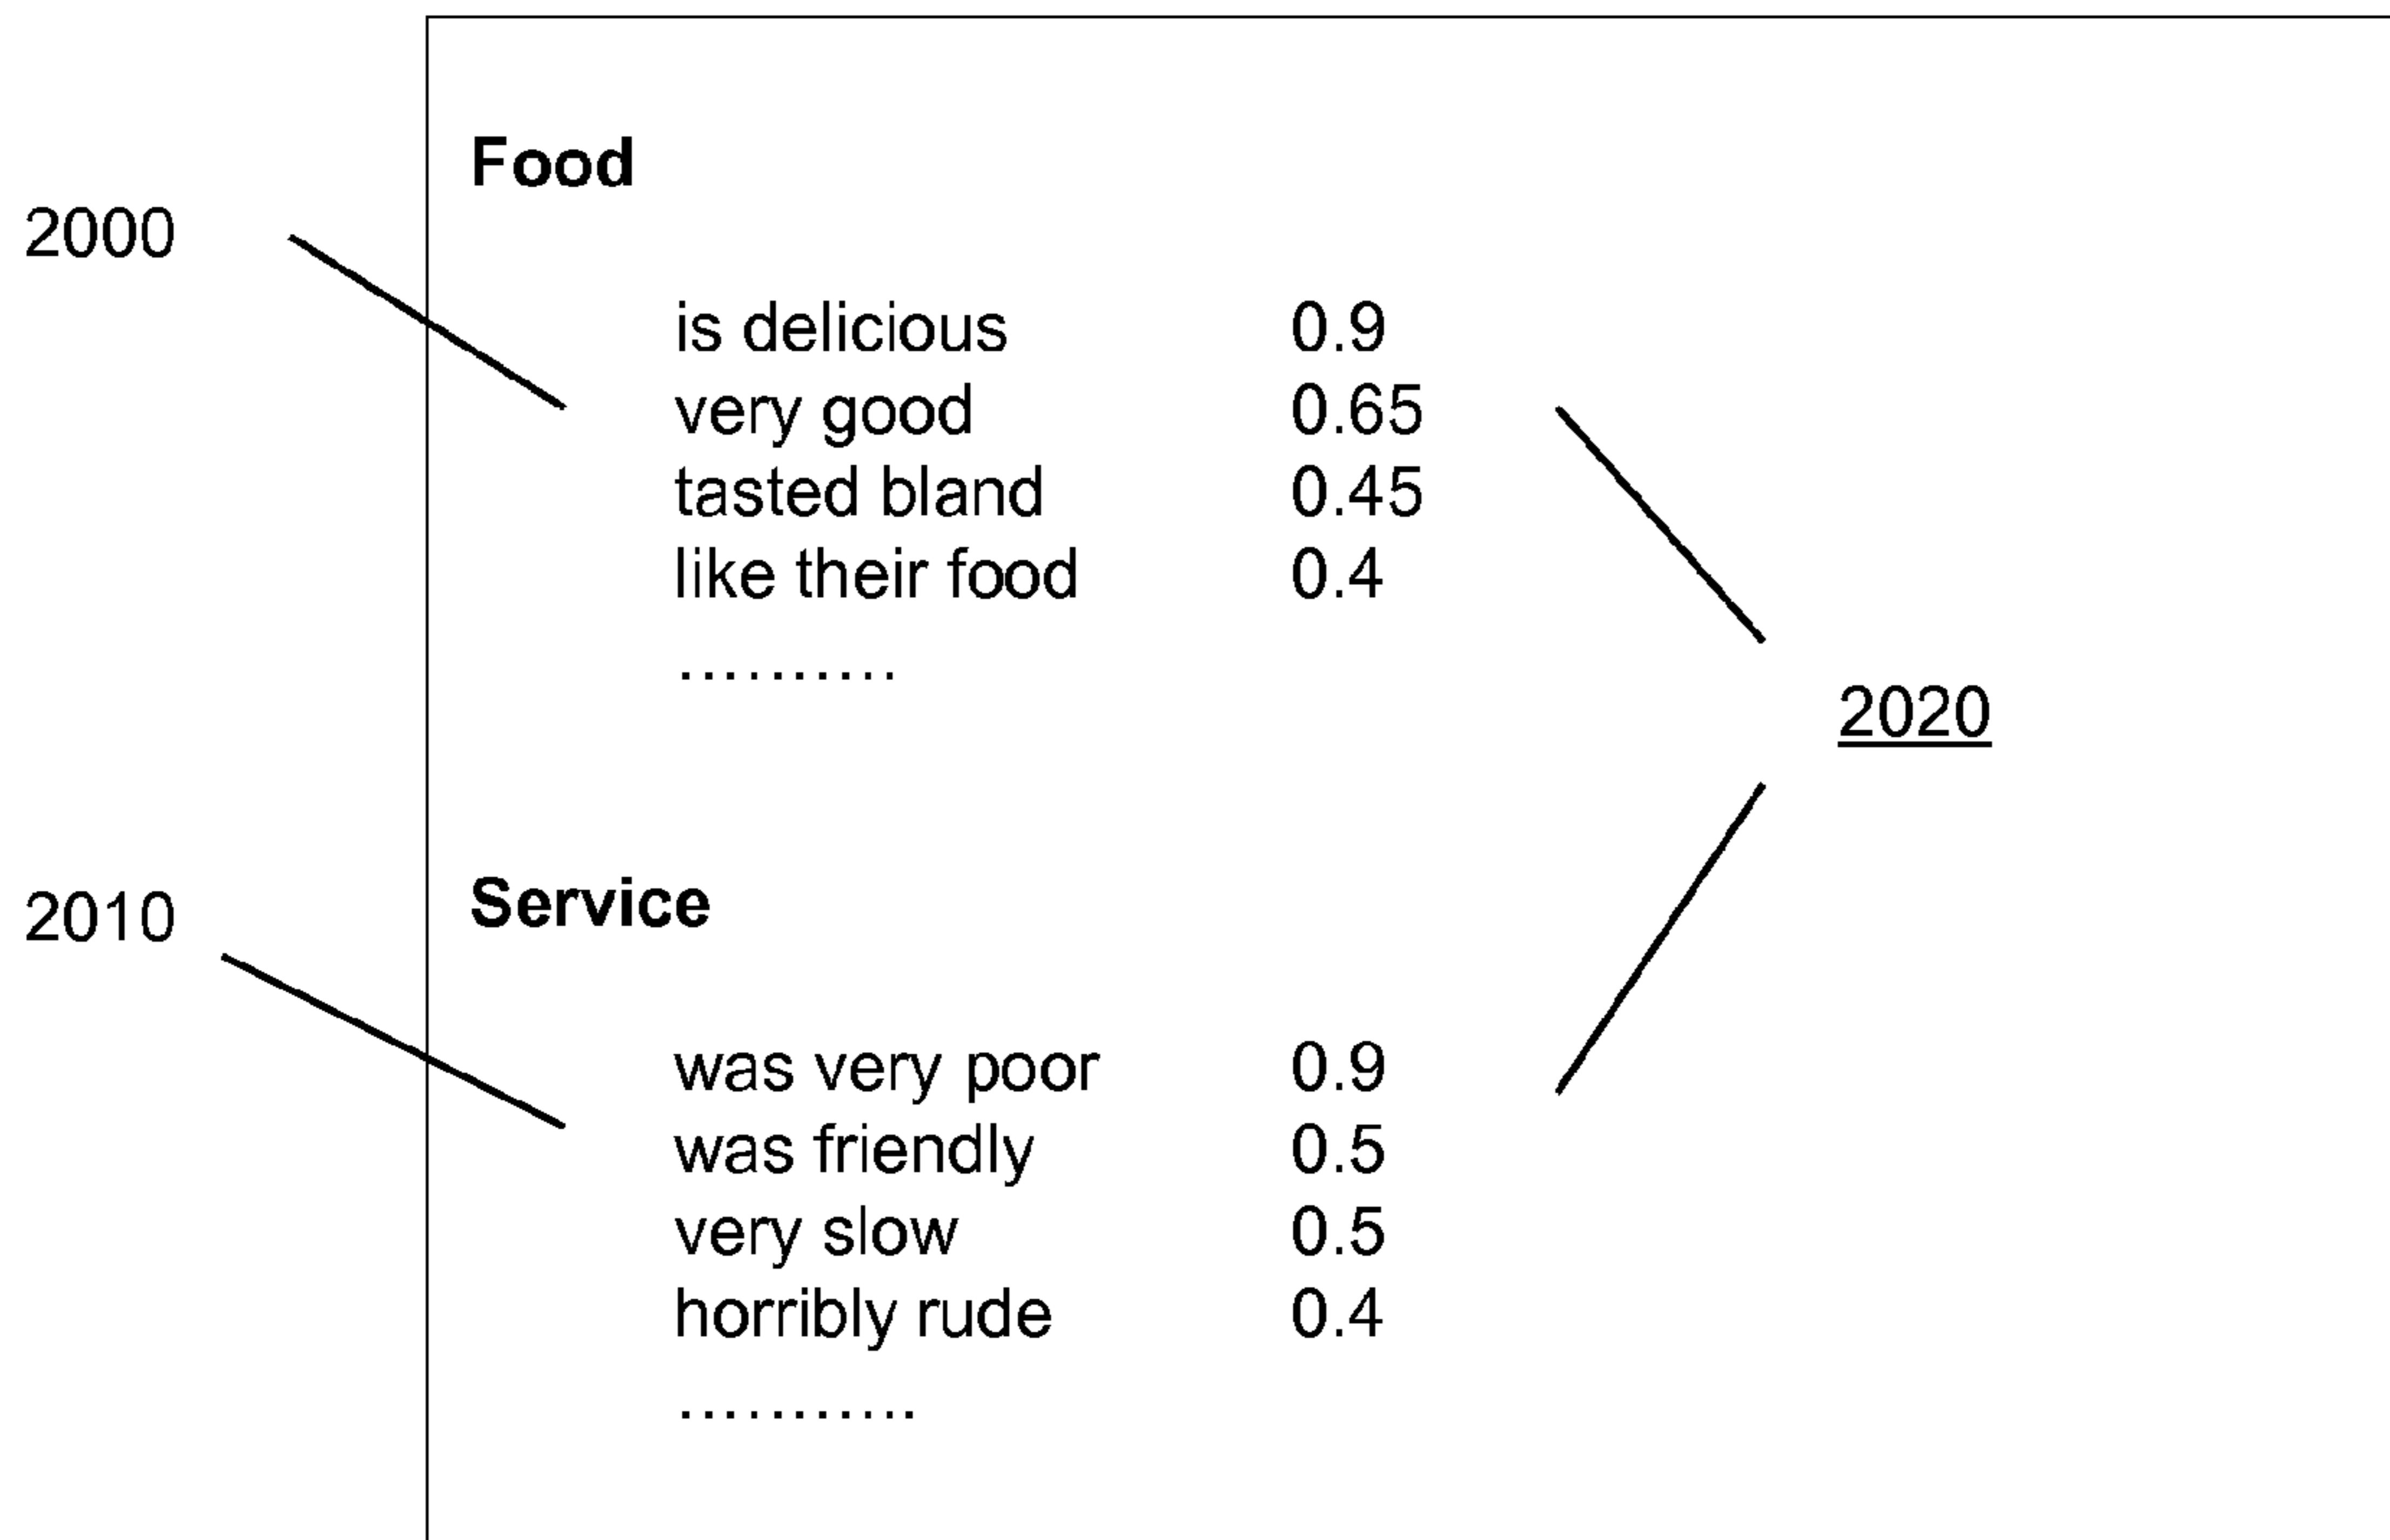 Food
2000
is delicious 0.9
very good 0.65
tasted bland 0.45
like their food 0.4
..........
2020
2010
Service
was very poor 0.9
was friendly 0.5
very slow 0.5
horribly rude 0.4
...........